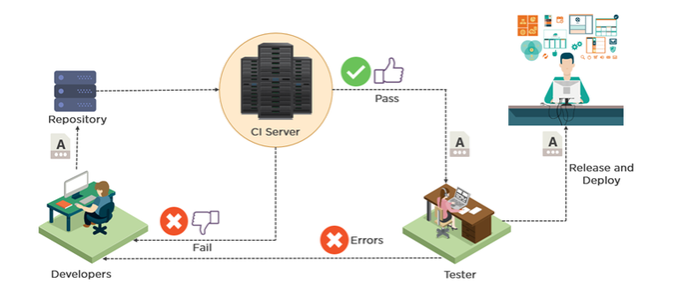 Repository
A
CI Server
Pass
A
A
Release and
Deploy
Fail
Errors
Developers
Tester